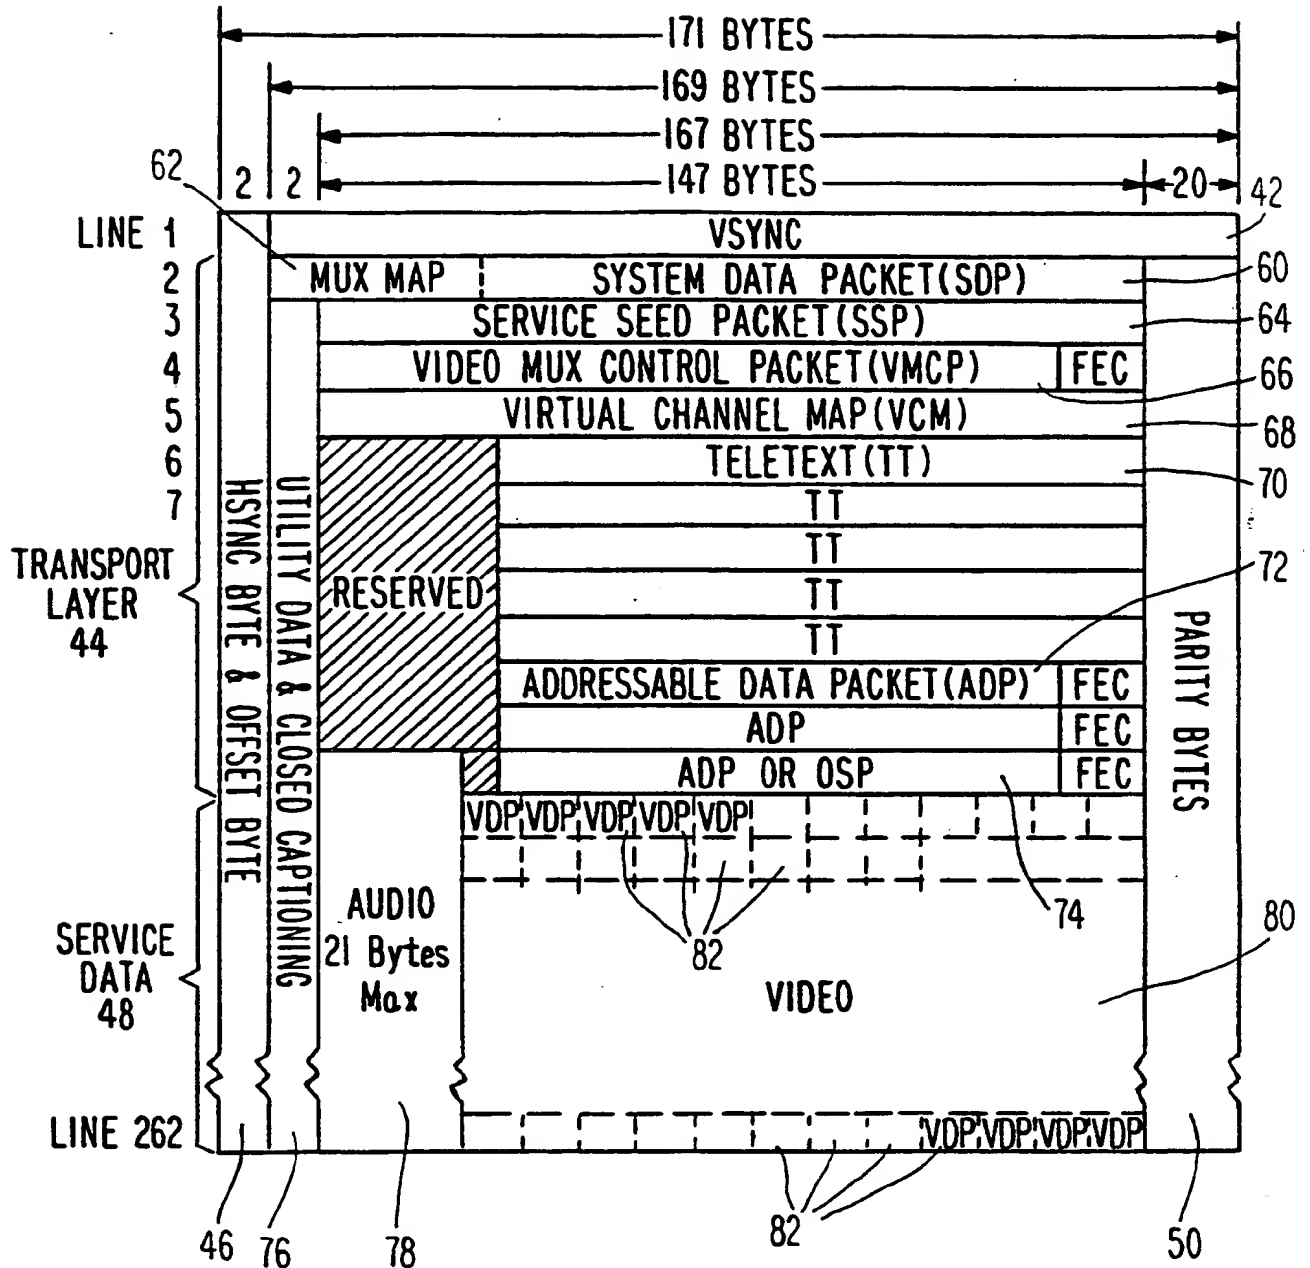 171 BYTES
169 BYTES
167 BYTES
62 2 2 147 BYTES 20 42
LINE 1 VSYNC
2 MUX MAP SYSTEM DATA PACKET(SDP) 60
3 SERVICE SEED PACKET(SSP) 64
4 VIDEO MUX CONTROL PACKET(VMCP) FEC 66
5 VIRTUAL CHANNEL MAP(VCM) 68
6 TELETEXT(TT) 70
7 TT
TT
TRANSPORT LAYER 44
HSYNC BYTE & OFFSET BYTE
UTILITY DATA & CLOSED CAPTIONING
RESERVED
TT
TT
72
ADDRESSABLE DATA PACKET(ADP) FEC
ADP FEC
ADP OR OSP FEC
PARITY BYTES
VDP VDP VDP VDP VDP
74
82
80
SERVICE DATA 48
AUDIO
21 Bytes
Max
VIDEO
LINE 262 VDP VDP VDP VDP
46 76 78 82 50